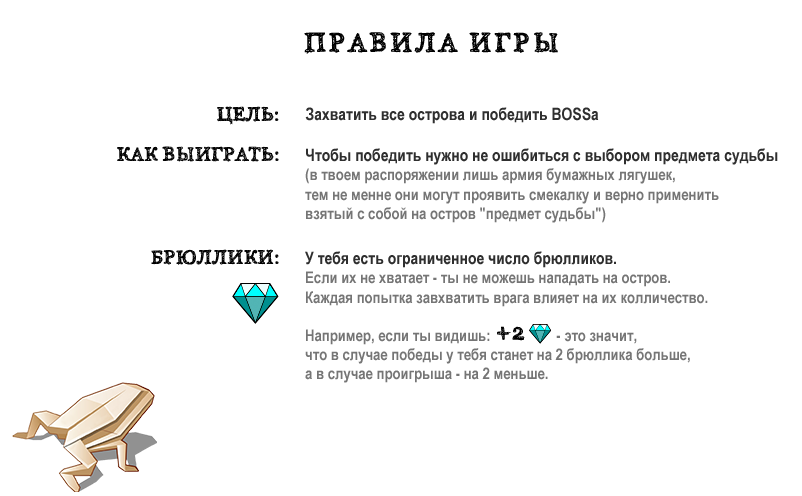 ПРАВИЛА ИГРЫ
ЦЕЛЬ: Захватить все острова и победить BOSSа
КАК ВЫИГРАТЬ: Чтобы победить нужно не ошибиться с выбором предмета судьбы
(в твоем распоряжении лишь армия бумажных лягушек,
тем не менне они могут проявить смекалку и верно применить
взятый с собой на остров "предмет судьбы")
БРЮЛЛИКИ: У тебя есть ограниченное число брюлликов.
Если их не хватает - ты не можешь нападать на остров.
Каждая попытка завхватить врага влияет на их колличество.
Например, если ты видишь: +2 - это значит,
что в случае победы у тебя станет на 2 брюллика больше,
а в случае проигрыша - на 2 меньше.